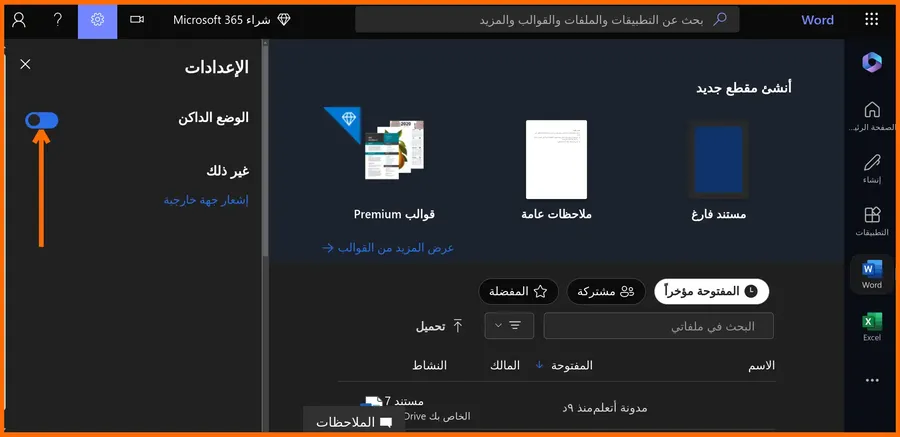 Word
بحث عن التطبيقات والملفات والقوالب والمزيد
شراء Microsoft 365
?
الصفحة الرئيـ...
إنشاء
التطبيقات
Word
Excel
أنشئ مقطع جديد
مستند فارغ
ملاحظات عامة
قوالب Premium
عرض المزيد من القوالب
المفتوحة مؤخراً
مشتركة
المفضلة
البحث في ملفاتي
تحميل
الاسم
المفتوحة
المالك
النشاط
مستند 7
الخاص بك Drive
منذ ٩د
مدونة أتعلم
الملاحظات
الإعدادات
الوضع الداكن
غير ذلك
إشعار جهة خارجية